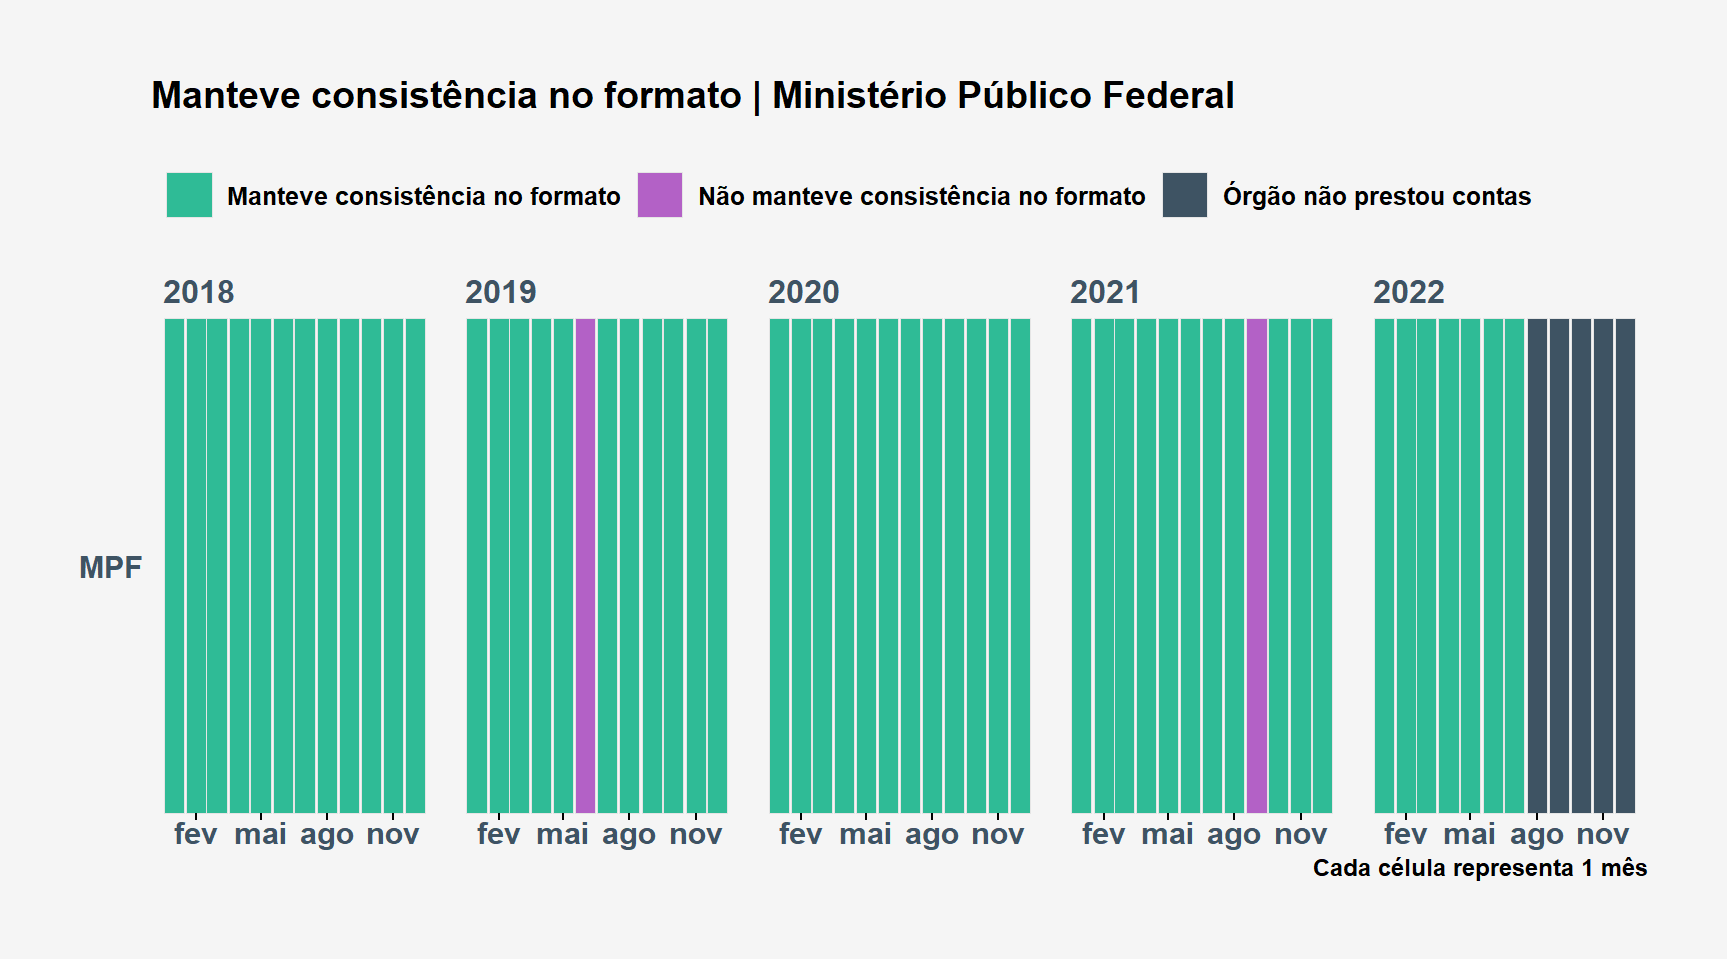 Manteve consistência no formato | Ministério Público Federal
Manteve consistência no formato Não manteve consistência no formato Órgão não prestou contas
2018 2019 2020 2021 2022
MPF
fev mai ago nov fev mai ago nov fev mai ago nov fev mai ago nov fev mai ago nov
Cada célula representa 1 mês